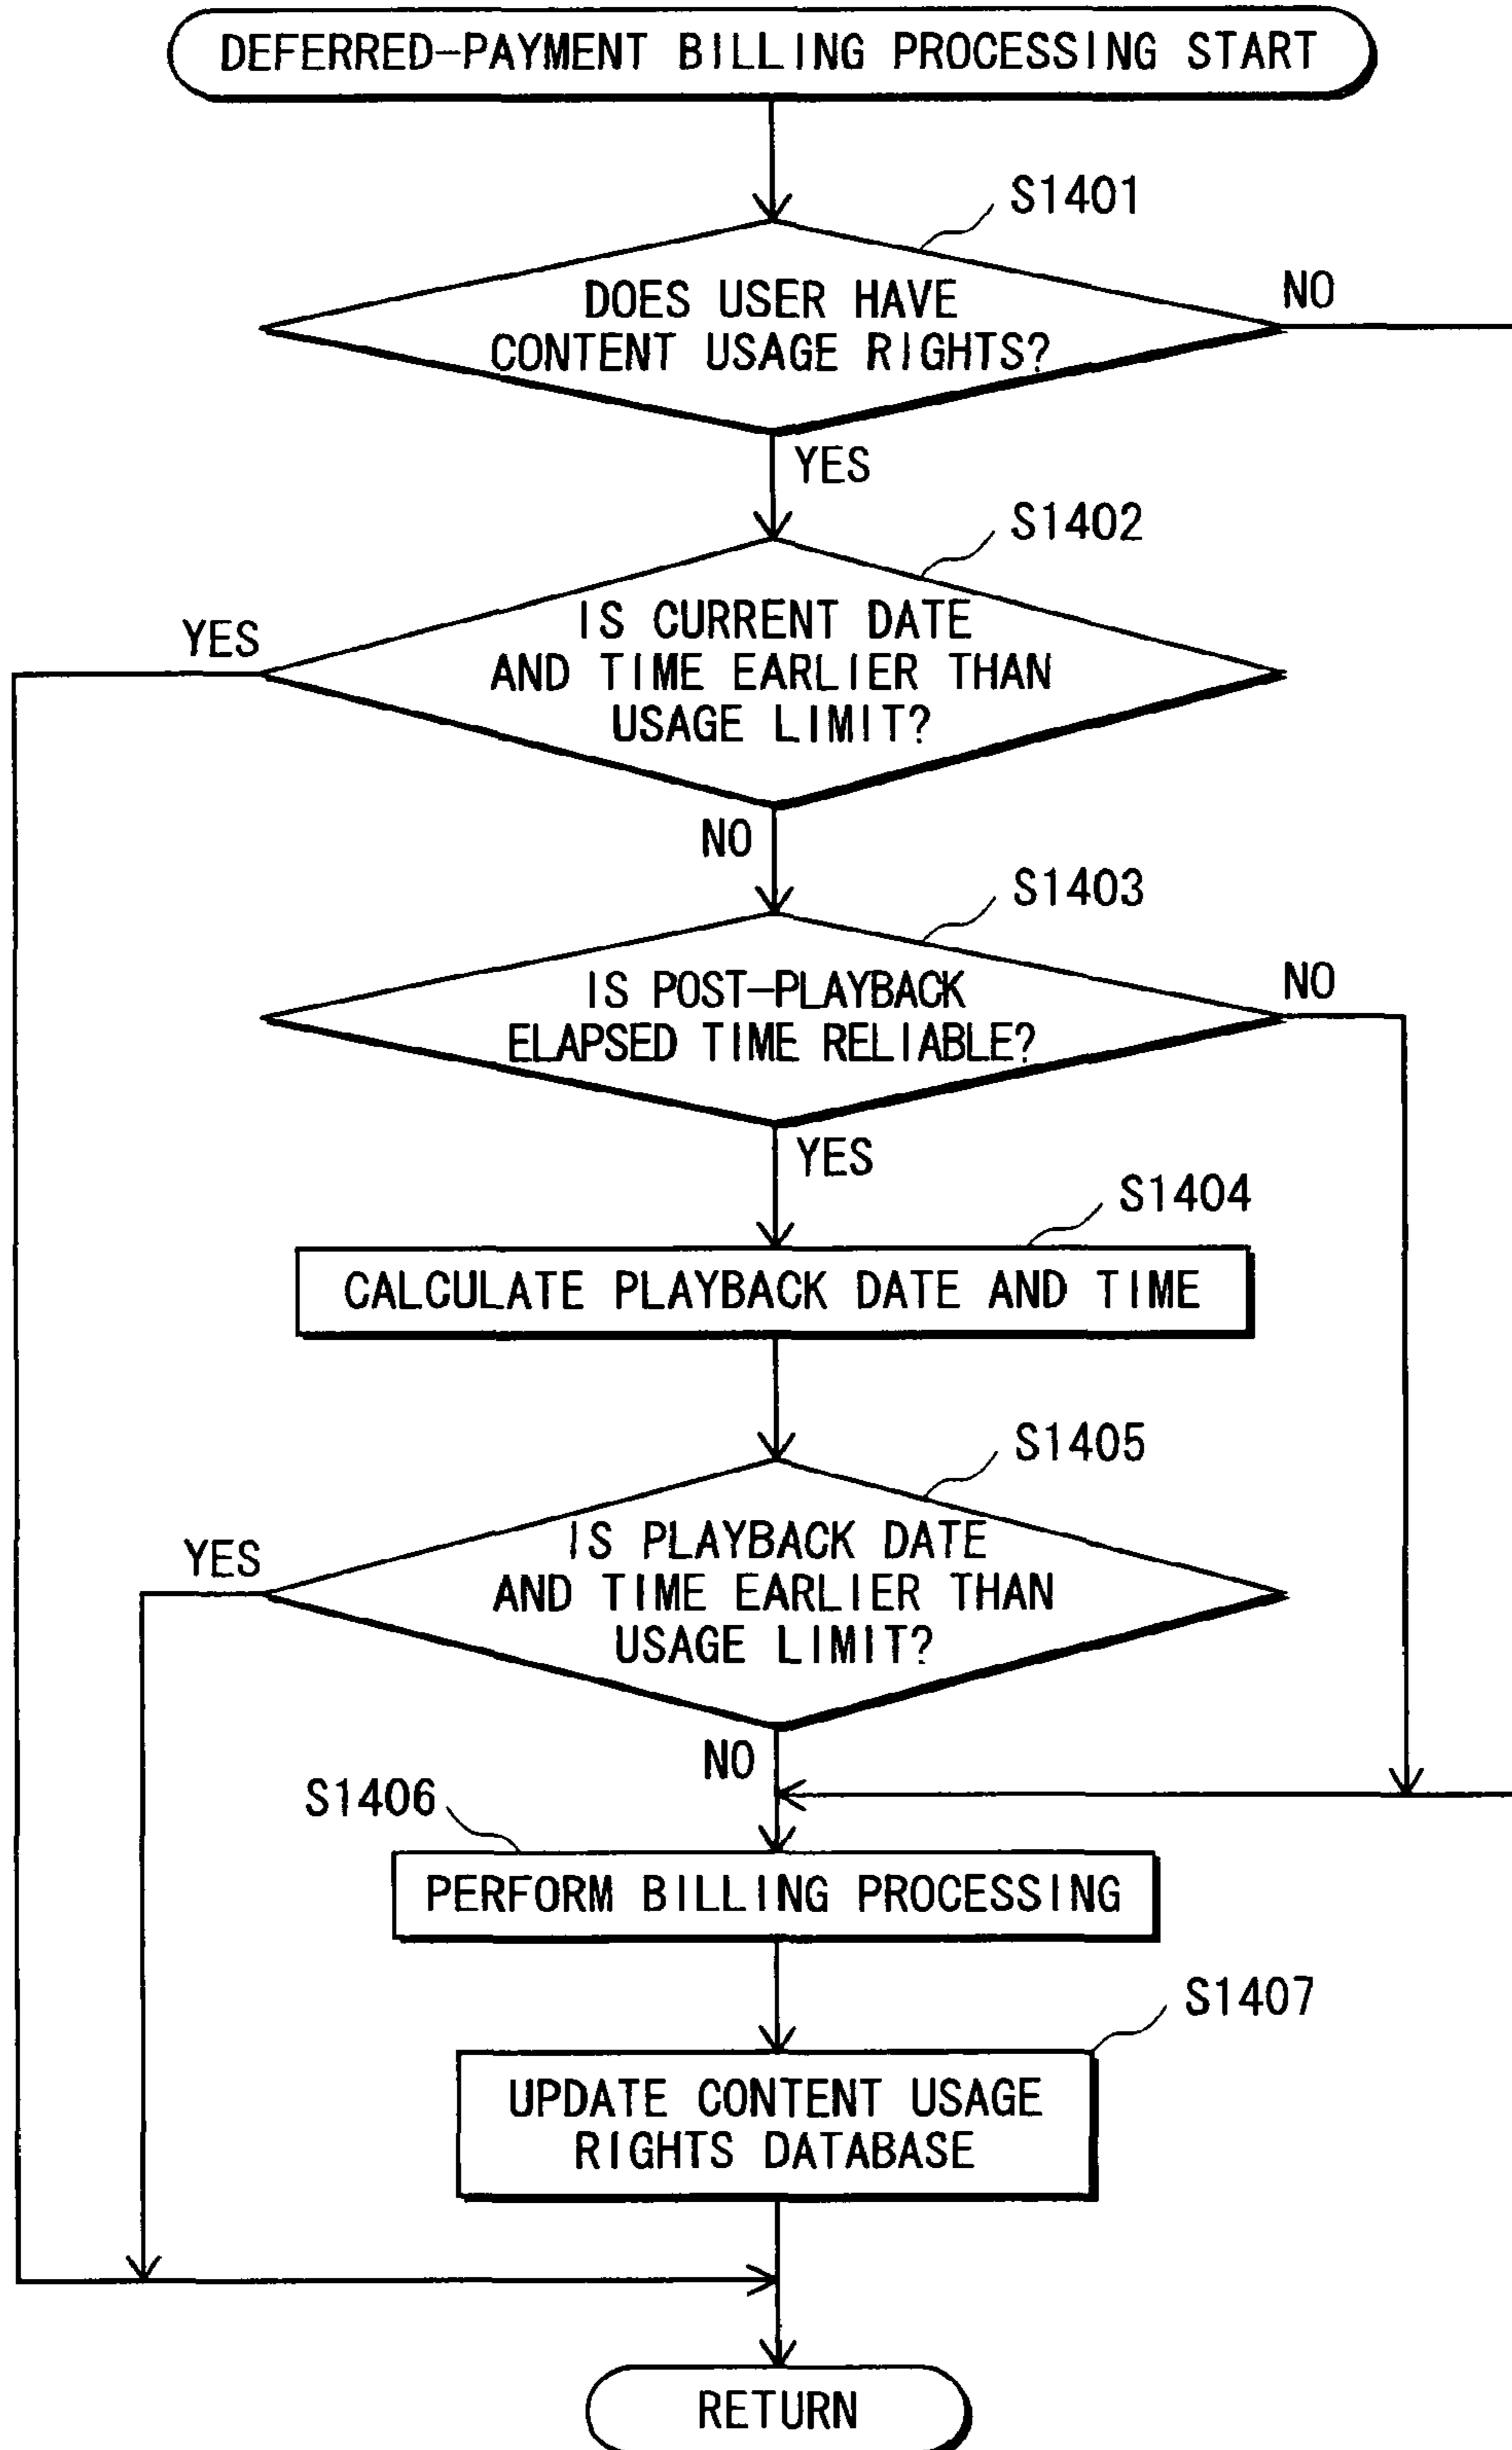 DEFERRED-PAYMENT BILLING PROCESSING START
S1401
DOES USER HAVE
CONTENT USAGE RIGHTS?
NO
YES
S1402
IS CURRENT DATE
AND TIME EARLIER THAN
USAGE LIMIT?
YES
NO
S1403
IS POST-PLAYBACK
ELAPSED TIME RELIABLE?
NO
YES
S1404
CALCULATE PLAYBACK DATE AND TIME
S1405
IS PLAYBACK DATE
AND TIME EARLIER THAN
USAGE LIMIT?
YES
NO
S1406
PERFORM BILLING PROCESSING
S1407
UPDATE CONTENT USAGE
RIGHTS DATABASE
RETURN